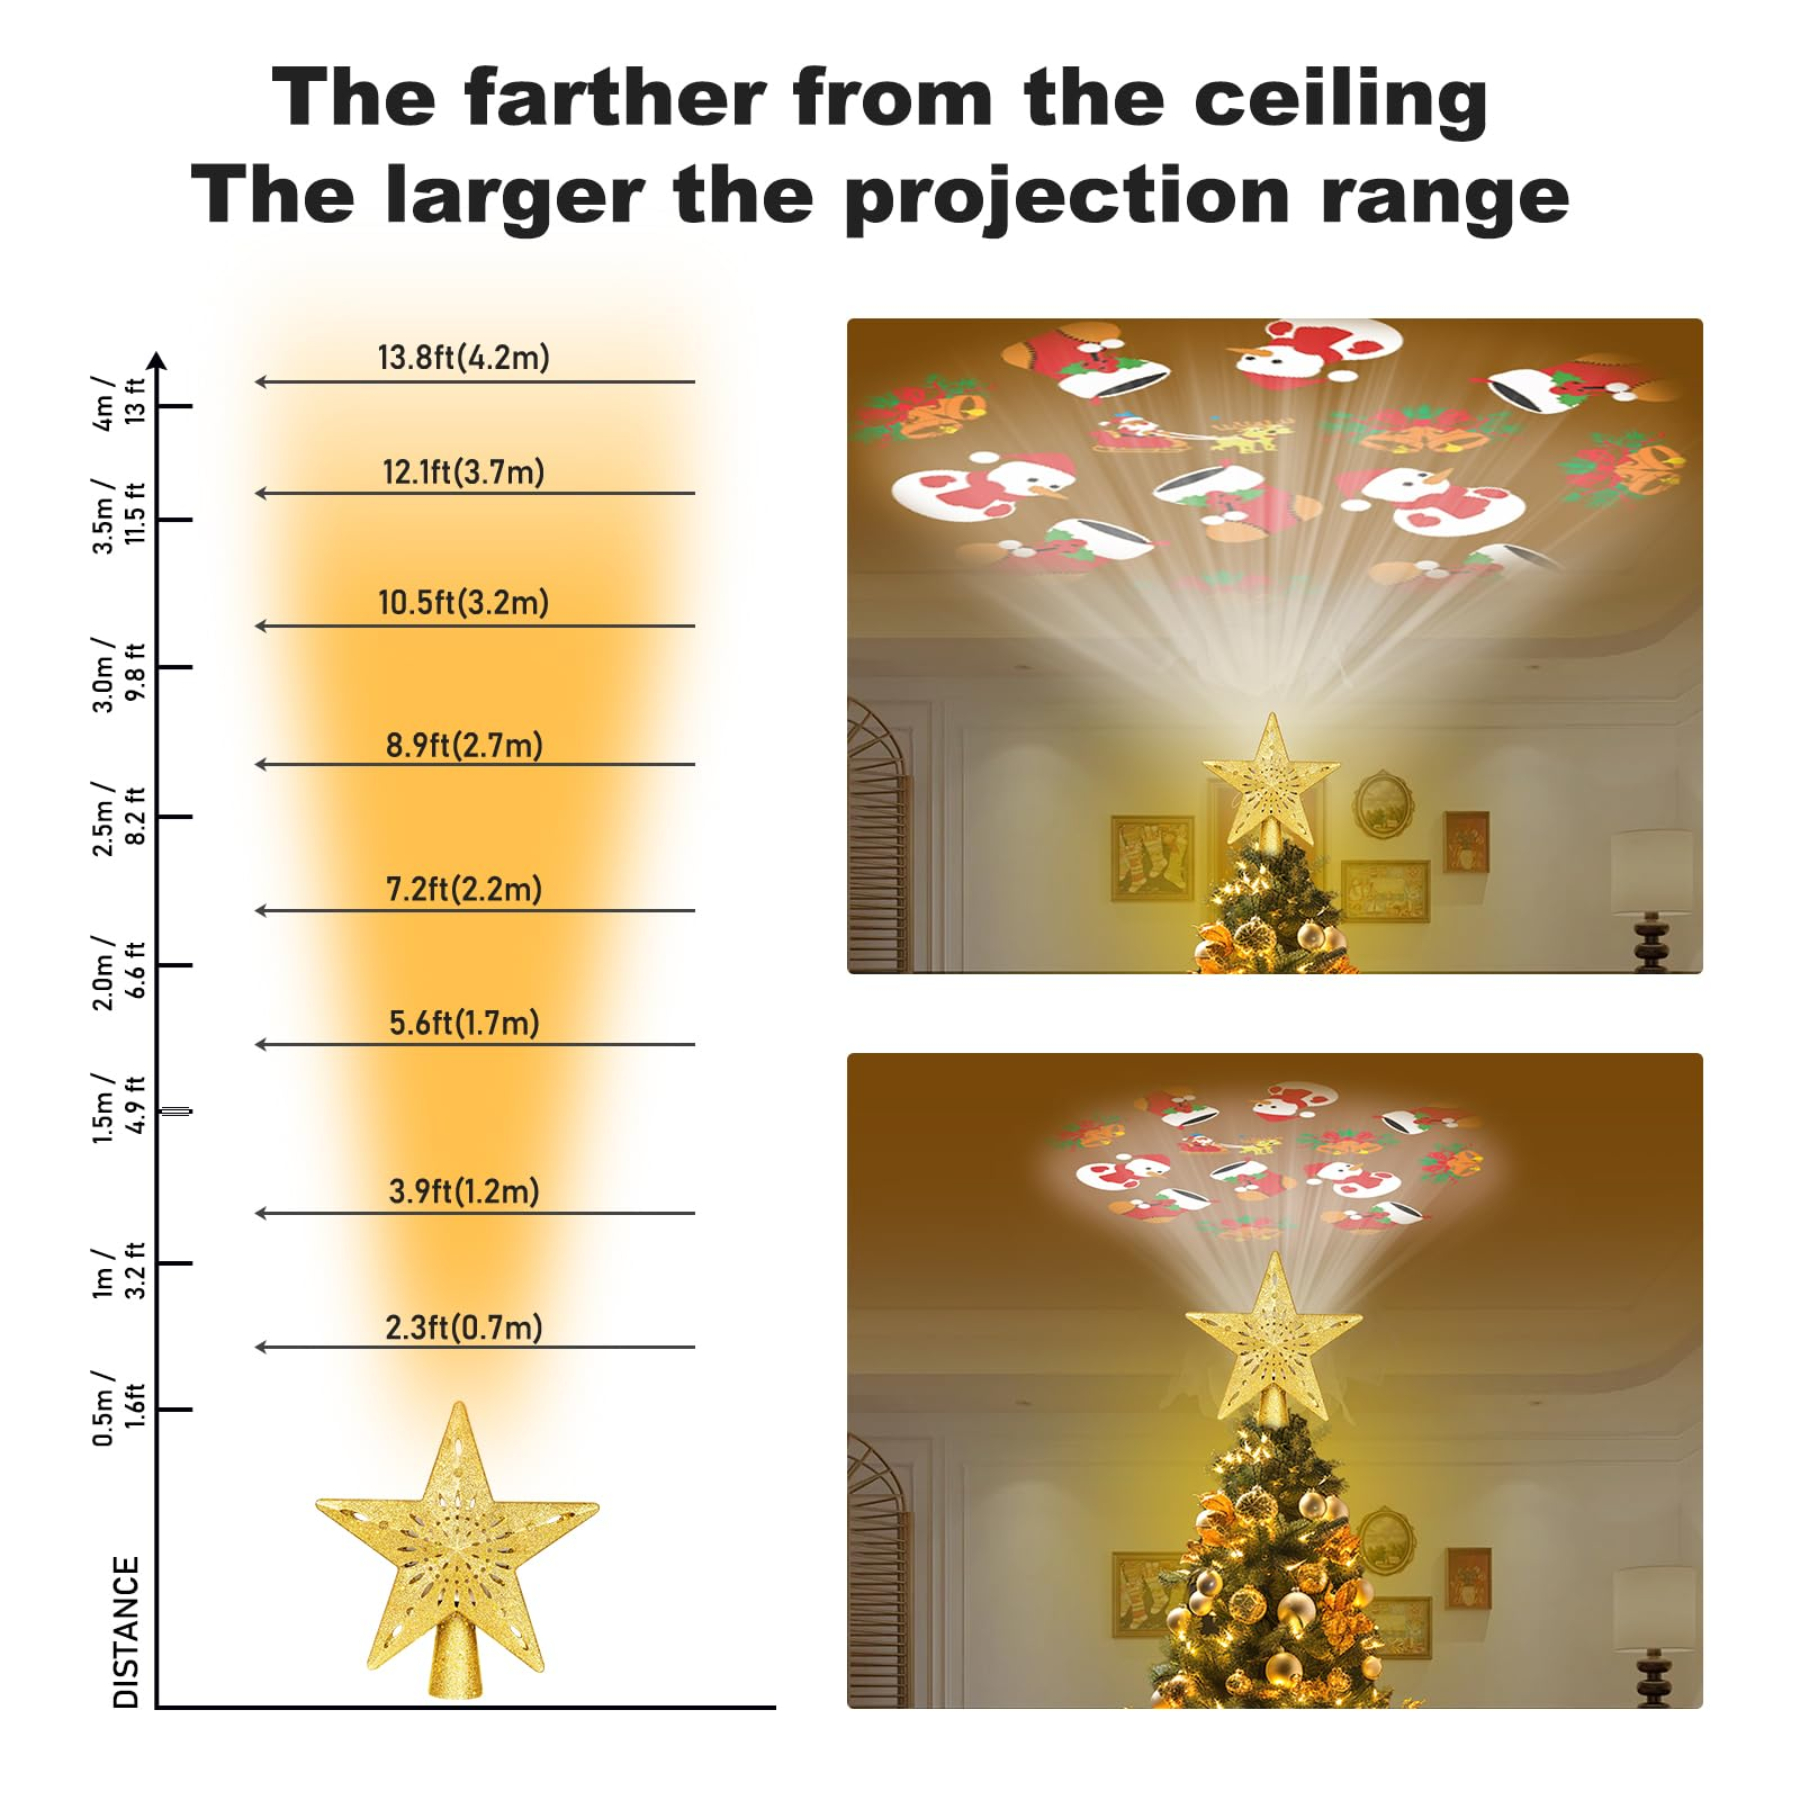 The farther from the ceiling
The larger the projection range
13.8ft(4.2m)
4m /
13 ft
12.1ft(3.7m)
3.5m /
11.5 ft
10.5ft(3.2m)
3.0m /
9.8 ft
8.9ft(2.7m)
2.5m /
8.2 ft
7.2ft(2.2m)
2.0m /
6.6 ft
5.6ft(1.7m)
1.5m /
4.9 ft
3.9ft(1.2m)
1m /
3.2 ft
2.3ft(0.7m)
0.5m /
1.6ft
DISTANCE